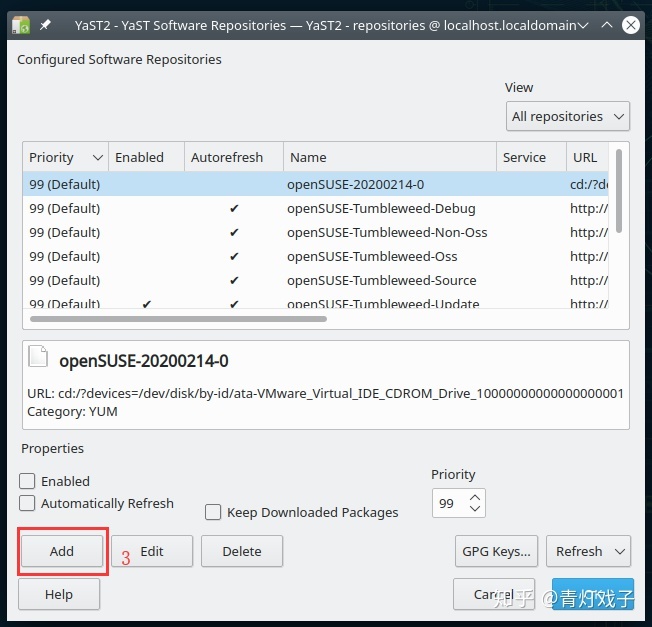 YaST2 - YaST Software Repositories — YaST2 - repositories @ localhost.localdomain
Configured Software Repositories
View
All repositories
Priority Enabled Autorefresh Name Service URL
99 (Default) openSUSE-20200214-0 cd:/?de
99 (Default) ✔ openSUSE-Tumbleweed-Debug http://
99 (Default) ✔ openSUSE-Tumbleweed-Non-Oss http://
99 (Default) ✔ openSUSE-Tumbleweed-Oss http://
99 (Default) ✔ openSUSE-Tumbleweed-Source http://
99 (Default) ✔ ✔ openSUSE-Tumbleweed-Update http://
openSUSE-20200214-0
URL: cd:/?devices=/dev/disk/by-id/ata-VMware_Virtual_IDE_CDROM_Drive_10000000000000000001
Category: YUM
Properties
Enabled
Priority
Automatically Refresh
Keep Downloaded Packages
99
Add 3 Edit Delete GPG Keys... Refresh
Help Cancel
知乎 @青灯戏子